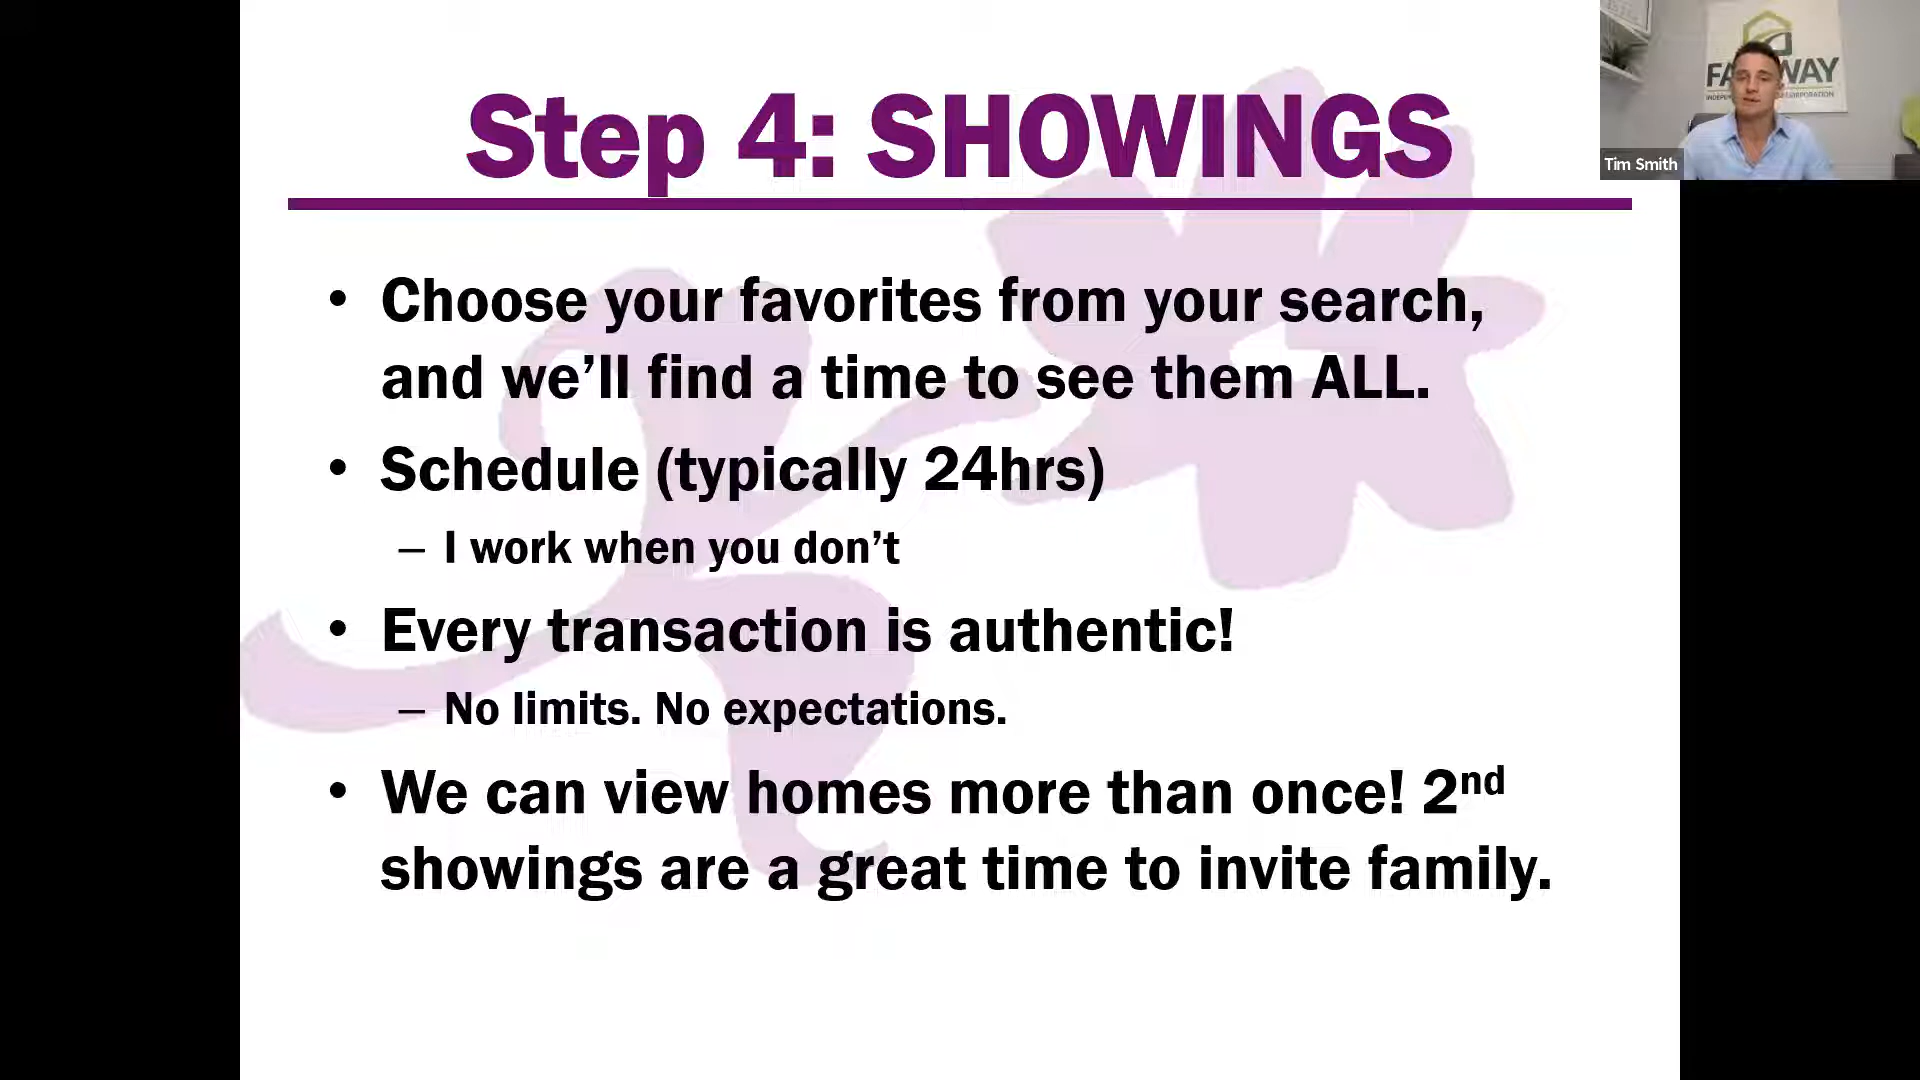 Step 4: SHOWINGS
• Choose your favorites from your search,
and we’ll find a time to see them ALL.
• Schedule (typically 24hrs)
– I work when you don’t
• Every transaction is authentic!
– No limits. No expectations.
• We can view homes more than once! 2nd
showings are a great time to invite family.
Tim Smith